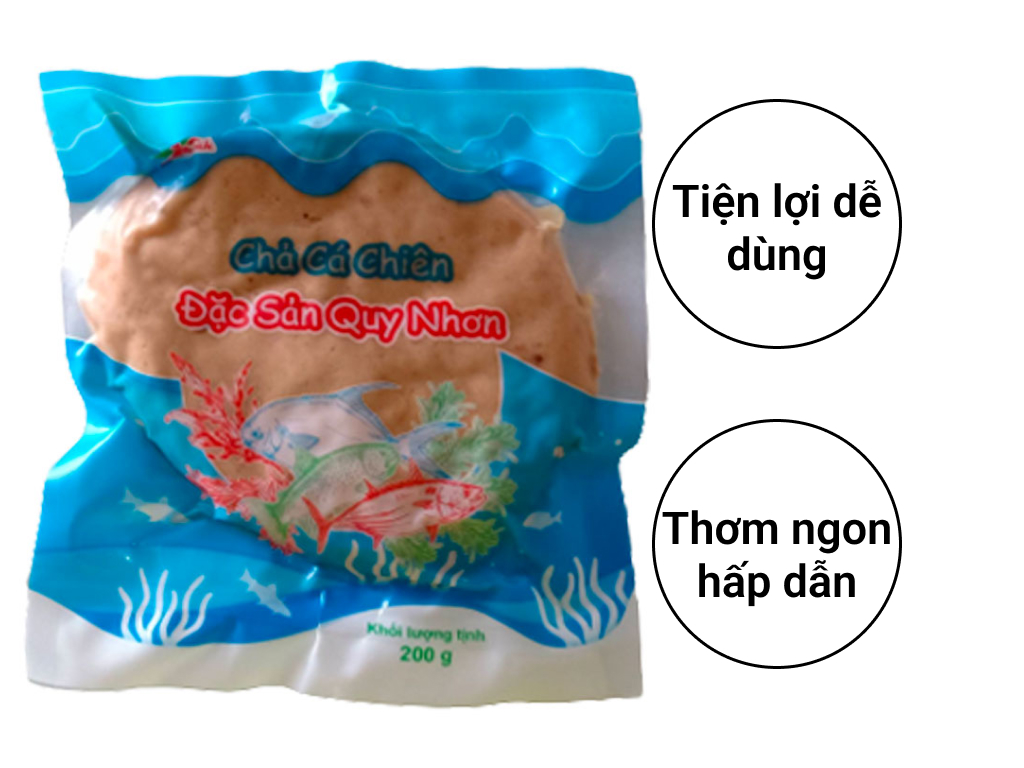 Chả Cá Chiên
Đặc Sản Quy Nhơn
Khối lượng tịnh
200 g
Tiện lợi dễ
dùng
Thơm ngon
hấp dẫn